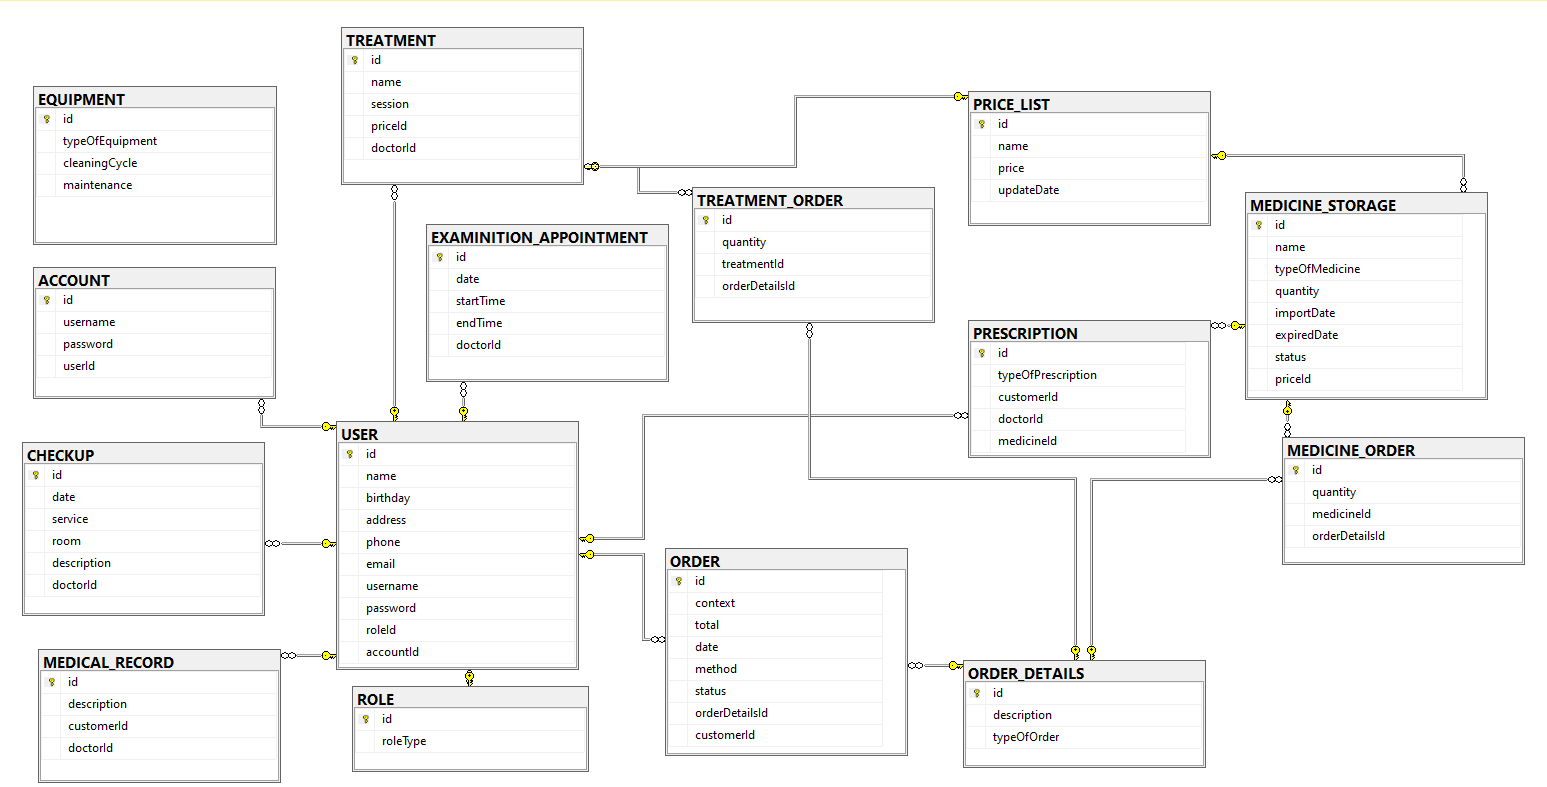 TREATMENT
id
name
session
priceId
doctorId
EQUIPMENT
id
typeOfEquipment
cleaningCycle
maintenance
PRICE_LIST
id
name
price
updateDate
TREATMENT_ORDER
id
quantity
treatmentId
orderDetailsId
MEDICINE_STORAGE
id
name
typeOfMedicine
quantity
importDate
expiredDate
status
priceId
EXAMINITION_APPOINTMENT
id
date
startTime
endTime
doctorId
ACCOUNT
id
username
password
userId
PRESCRIPTION
id
typeOfPrescription
customerId
doctorId
medicineId
USER
id
name
birthday
address
phone
email
username
password
roleId
accountId
CHECKUP
id
date
service
room
description
doctorId
MEDICINE_ORDER
id
quantity
medicineId
orderDetailsId
ORDER
id
context
total
date
method
status
orderDetailsId
customerId
MEDICAL_RECORD
id
description
customerId
doctorId
ROLE
id
roleType
ORDER_DETAILS
id
description
typeOfOrder